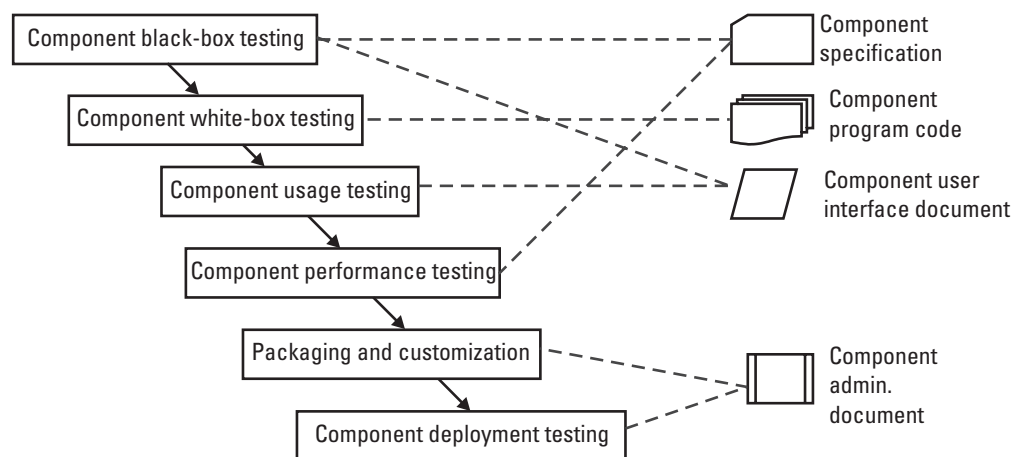 Component black-box testing
Component
specification
Component white-box testing
Component
program code
Component usage testing
Component user
interface document
Component performance testing
Packaging and customization
Component
admin.
document
Component deployment testing